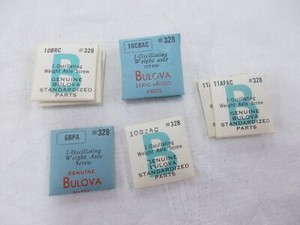 10BRC #328
1-Oscillating
Weight Axle Screw
GENUINE
BULOVA
STANDARDIZED
PARTS
10CBAC #328
1-Oscillating
Weight Axle
Screw
BULOVA
PARTS
11AFAC #328
1-Oscillating
Weight Axle Screw
GENUINE
BULOVA
STANDARDIZED
PARTS
6BPA #328
1-Oscillating
Weight Axle
Screw
GENUINE
BULOVA
PARTS
#328
1-Oscillating
Weight Axle Screw
GENUINE
BULOVA
STANDARDIZED
PARTS